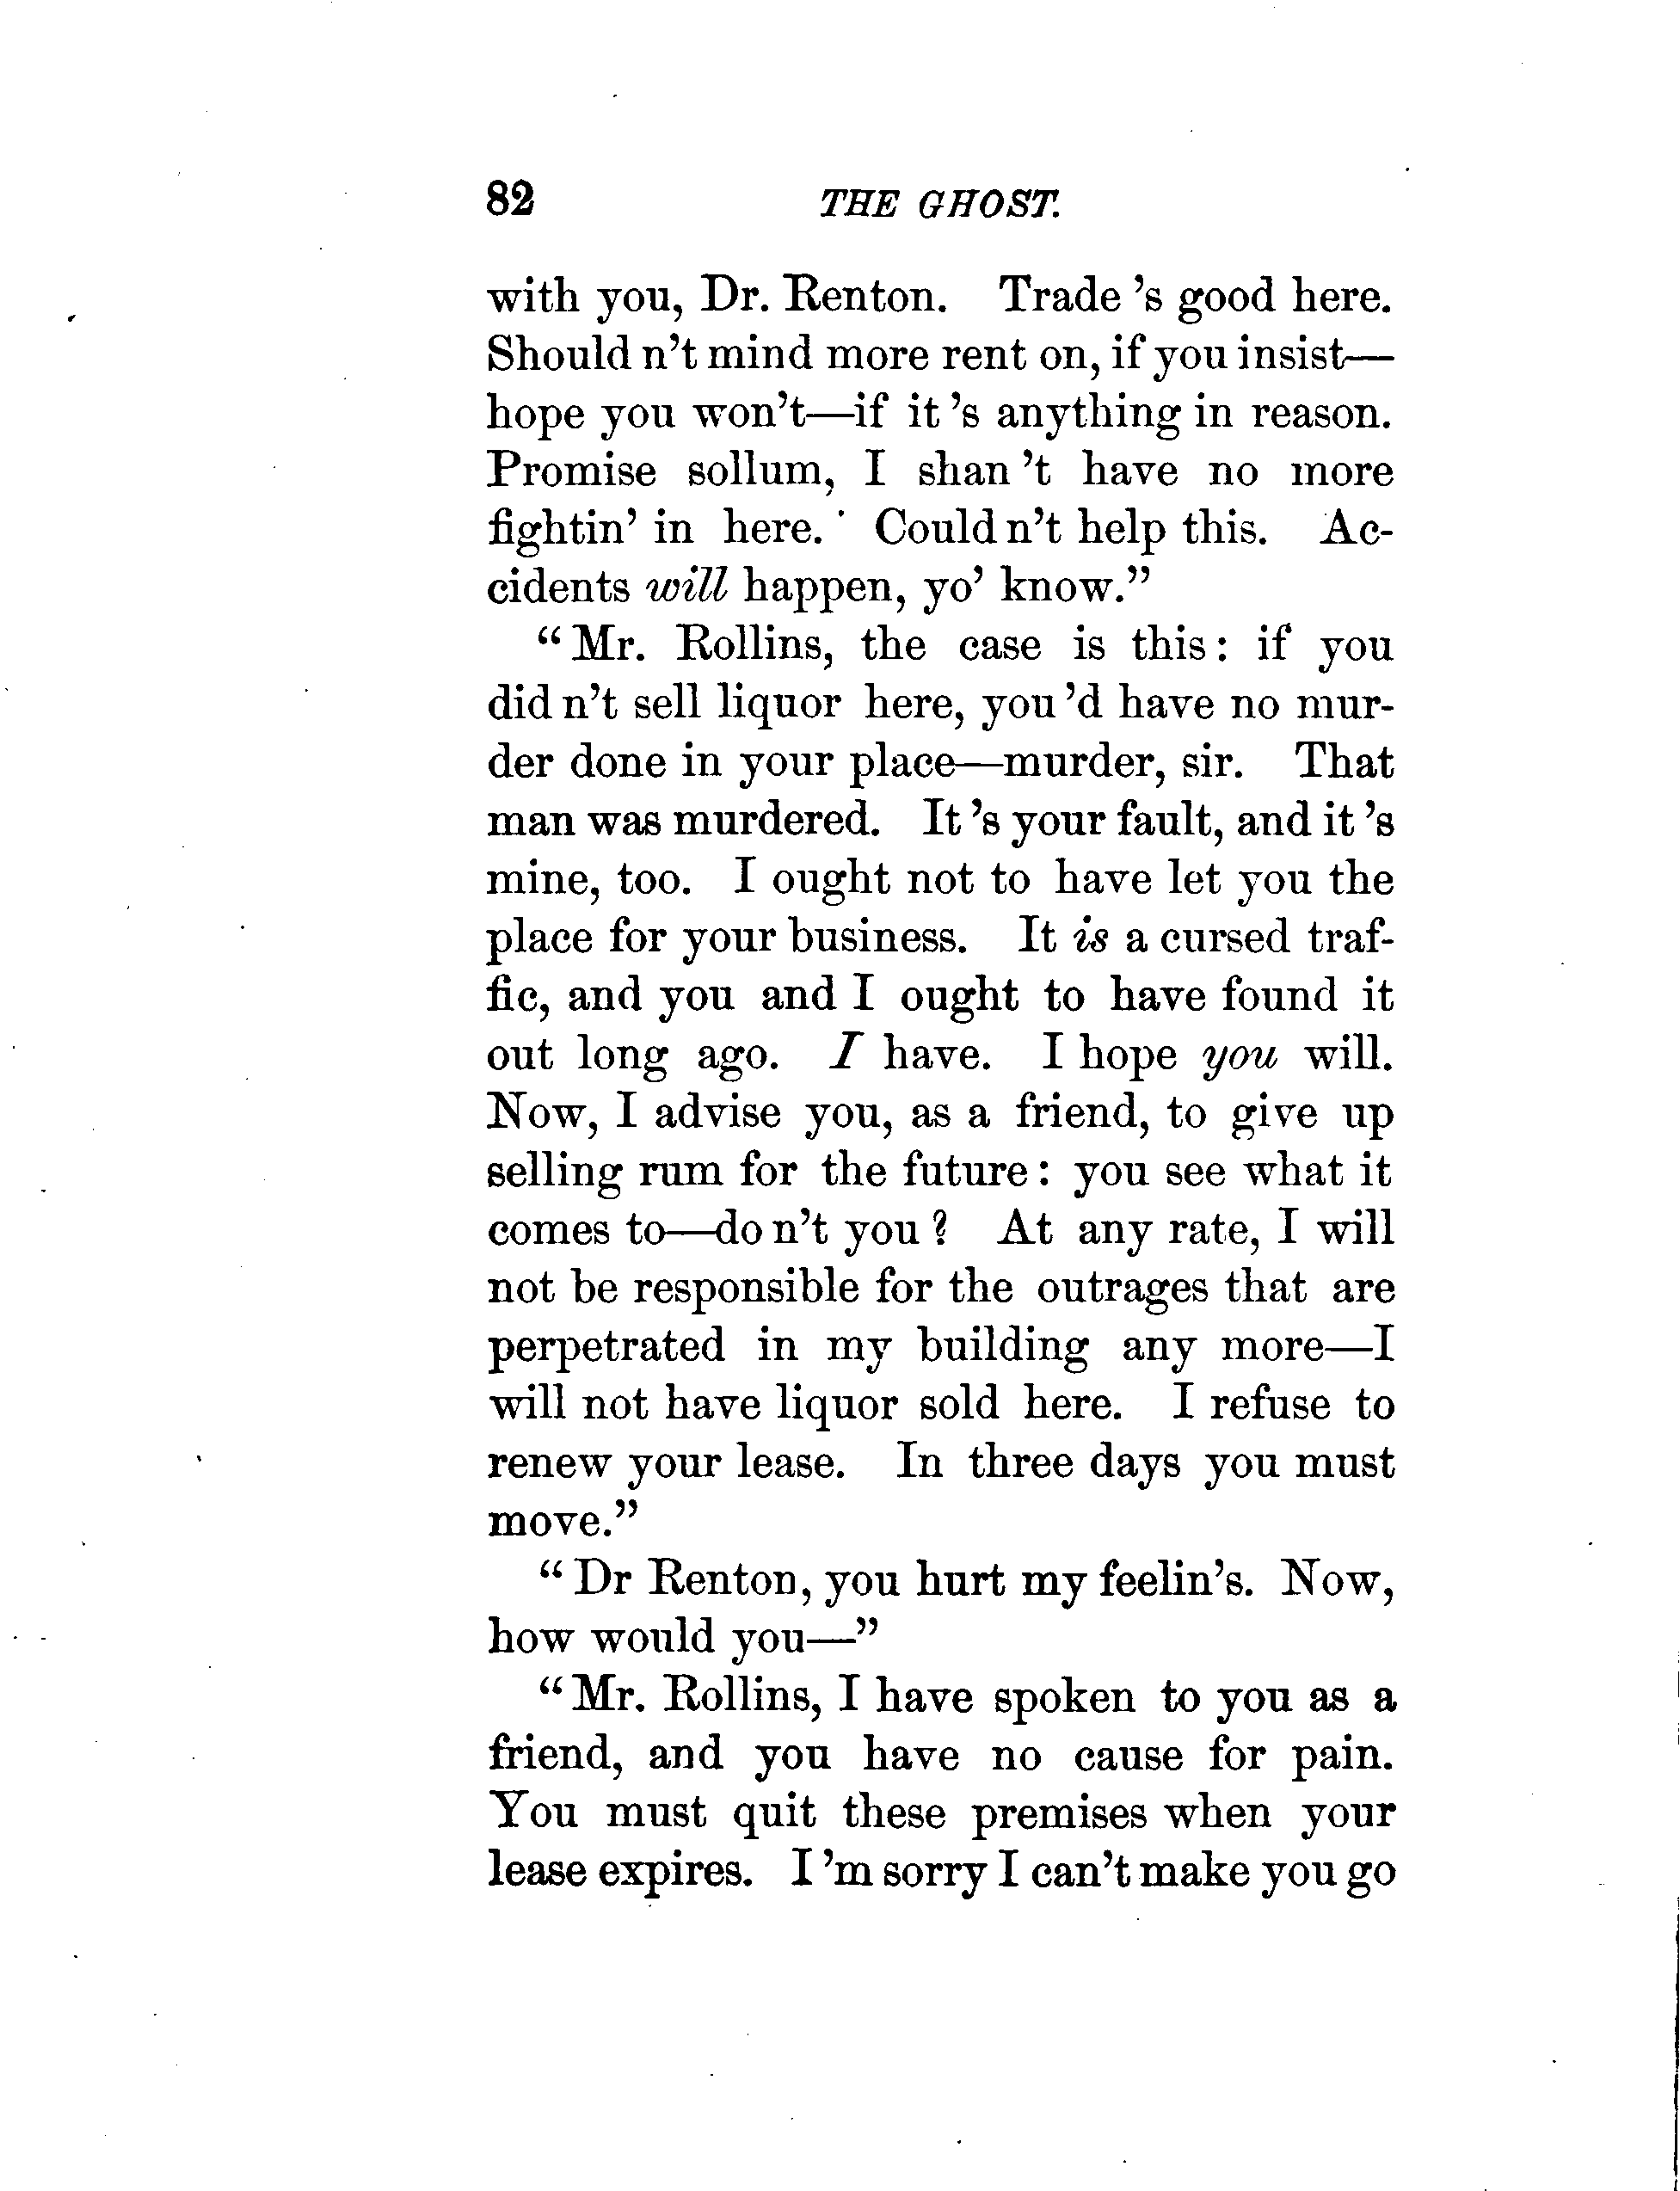 82 THE GHOST.
with you, Dr. Renton. Trade 's good here.
Should n't mind more rent on, if you insist—
hope you won't—if it 's anything in reason.
Promise sollum, I shan 't have no more
fightin' in here. Could n't help this. Ac-
cidents will happen, yo' know."
"Mr. Rollins, the case is this: if you
did n't sell liquor here, you 'd have no mur-
der done in your place—murder, sir. That
man was murdered. It 's your fault, and it 's
mine, too. I ought not to have let you the
place for your business. It is a cursed traf-
fic, and you and I ought to have found it
out long ago. I have. I hope you will.
Now, I advise you, as a friend, to give up
selling rum for the future: you see what it
comes to—do n't you? At any rate, I will
not be responsible for the outrages that are
perpetrated in my building any more—I
will not have liquor sold here. I refuse to
renew your lease. In three days you must
move."
"Dr Renton, you hurt my feelin's. Now,
how would you—"
"Mr. Rollins, I have spoken to you as a
friend, and you have no cause for pain.
You must quit these premises when your
lease expires. I 'm sorry I can't make you go